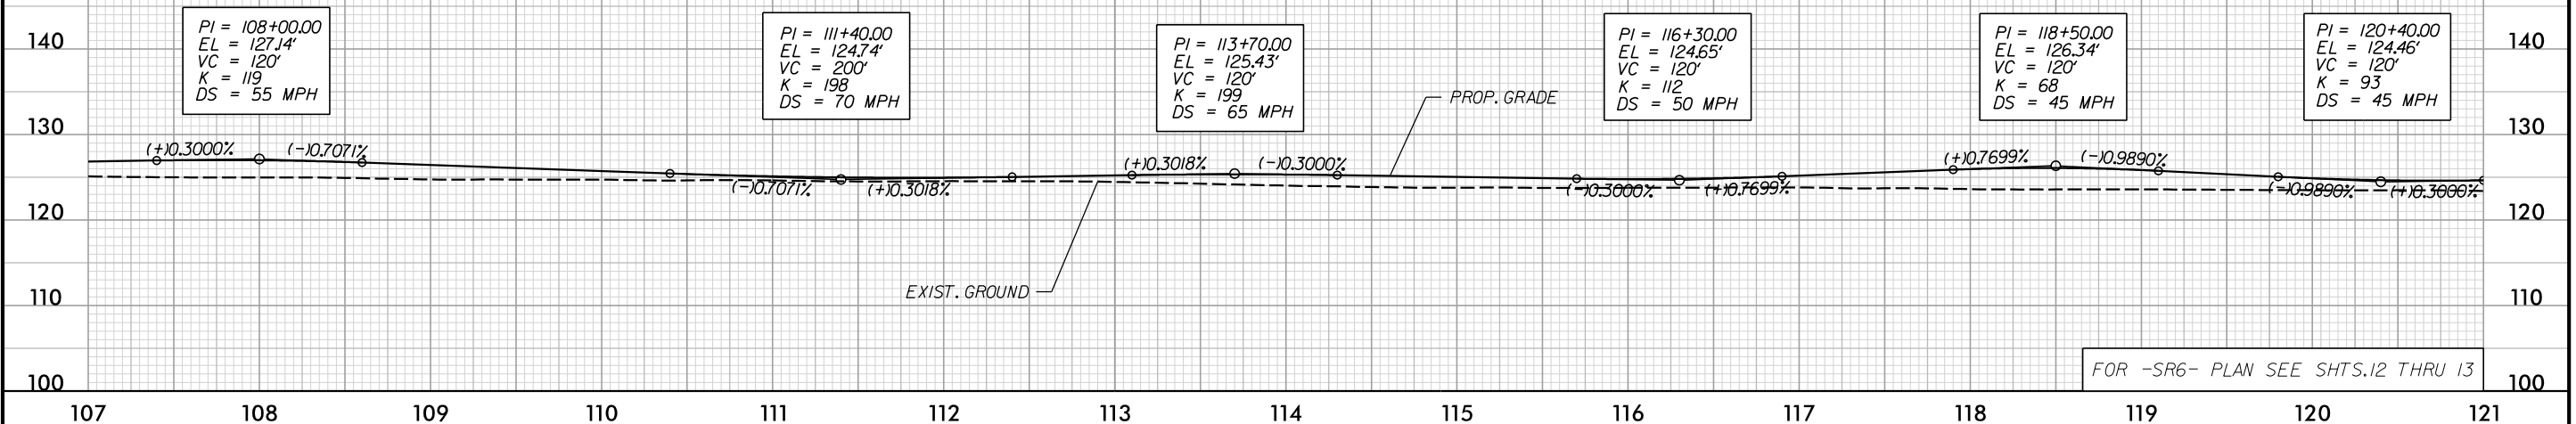 PI = 108+00.00
EL = 127.14'
VC = 120'
K = 119
DS = 55 MPH
PI = 111+40.00
EL = 124.74'
VC = 200'
K = 198
DS = 70 MPH
PI = 113+70.00
EL = 125.43'
VC = 120'
K = 199
DS = 65 MPH
PI = 116+30.00
EL = 124.65'
VC = 120'
K = 112
DS = 50 MPH
PI = 118+50.00
EL = 126.34'
VC = 120'
K = 68
DS = 45 MPH
PI = 120+40.00
EL = 124.46'
VC = 120'
K = 93
DS = 45 MPH
140 140
PROP. GRADE
130 130
(+)0.3000% (-)0.7071% (+)0.3018% (-)0.3000% (+)0.7699% (-)0.9890%
(-)0.7071% (+)0.3018% (-)0.3000% (+)0.7699% (-)0.9890% (+)0.3000%
120 120
EXIST. GROUND
110 110
FOR -SR6- PLAN SEE SHTS.12 THRU 13
100 100
107 108 109 110 111 112 113 114 115 116 117 118 119 120 121